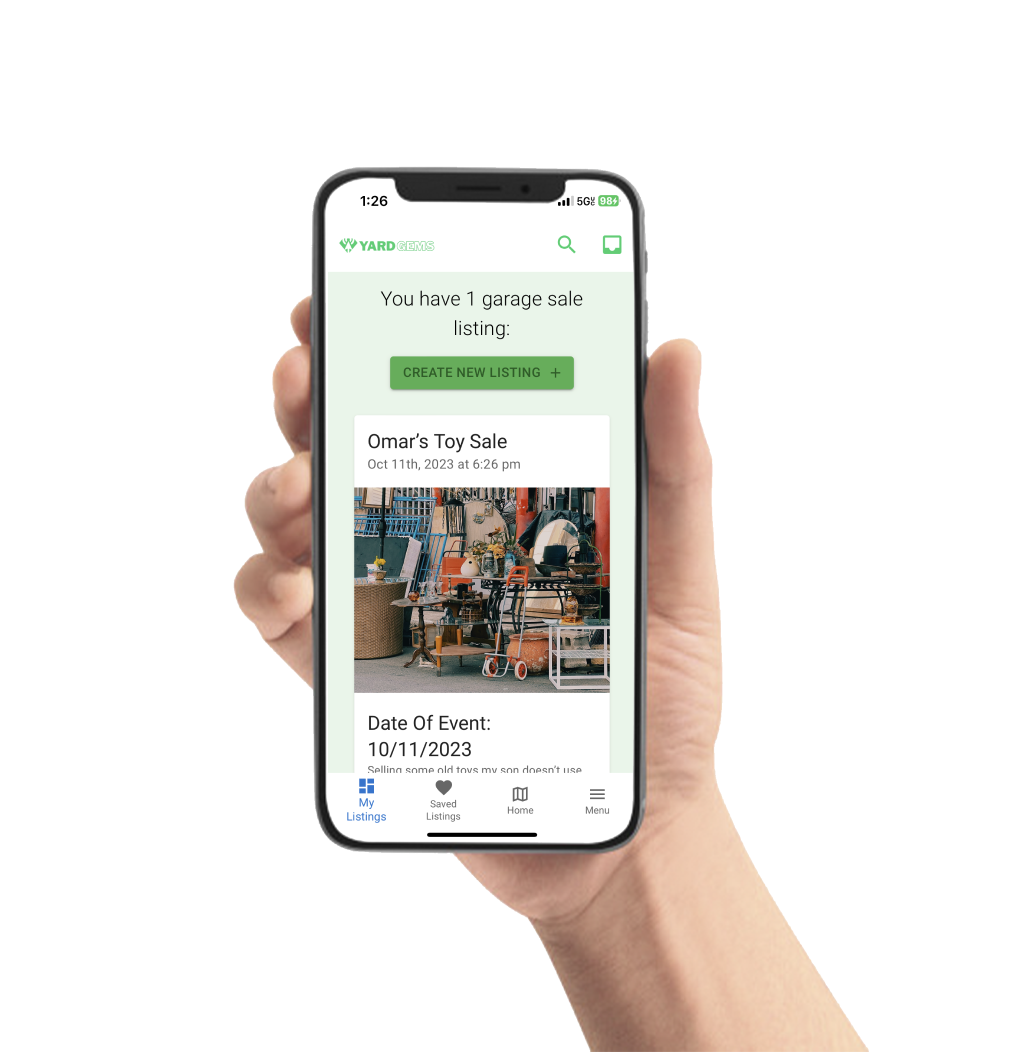 1:26
5G 98
YARD GEMS
You have 1 garage sale
listing:
CREATE NEW LISTING +
Omar’s Toy Sale
Oct 11th, 2023 at 6:26 pm
Date Of Event:
10/11/2023
Selling some old toys my son doesn’t use
My
Listings
Saved
Listings
Home
Menu